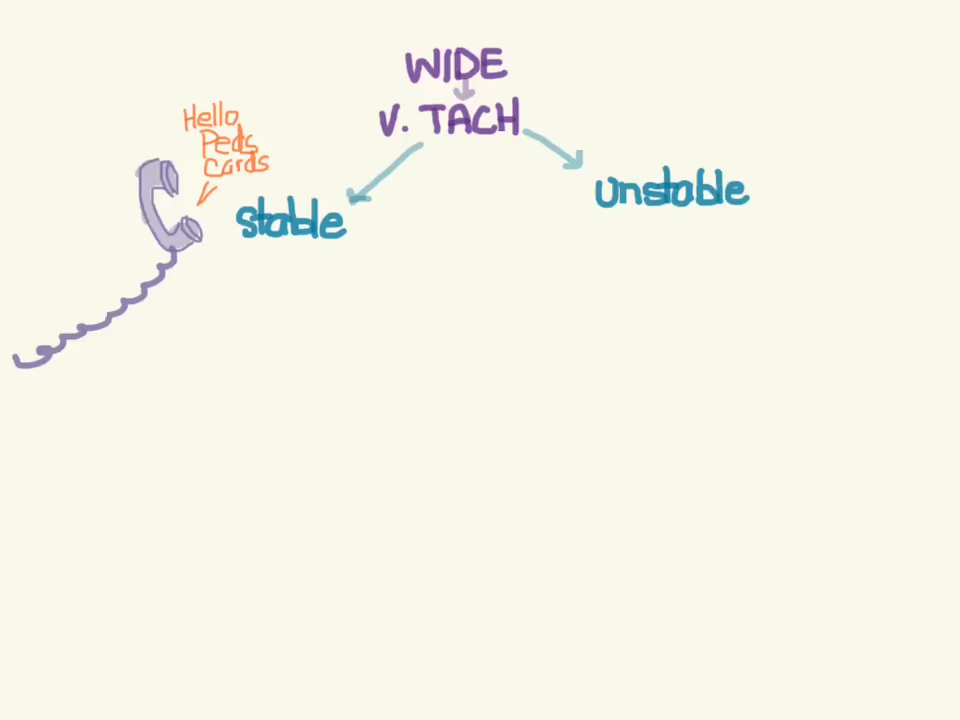 WIDE
V. TACH
Hello
Peds
Cards
Stable
Unstable